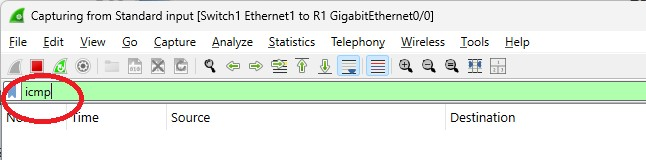 Capturing from Standard input [Switch1 Ethernet1 to R1 GigabitEthernet0/0]
File Edit View Go Capture Analyze Statistics Telephony Wireless Tools Help
icmp
No. Time Source Destination